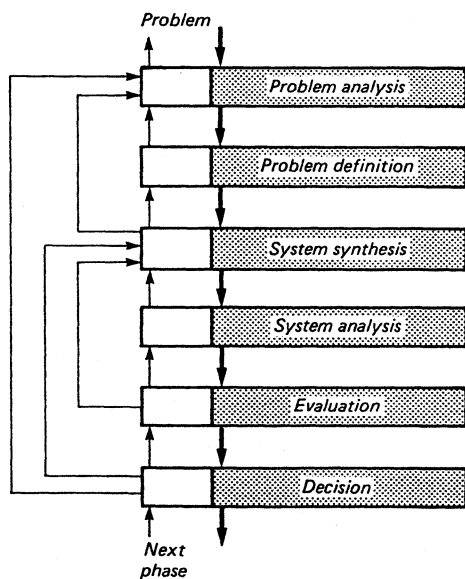 Problem
Problem analysis
Problem definition
System synthesis
System analysis
Evaluation
Decision
Next
phase